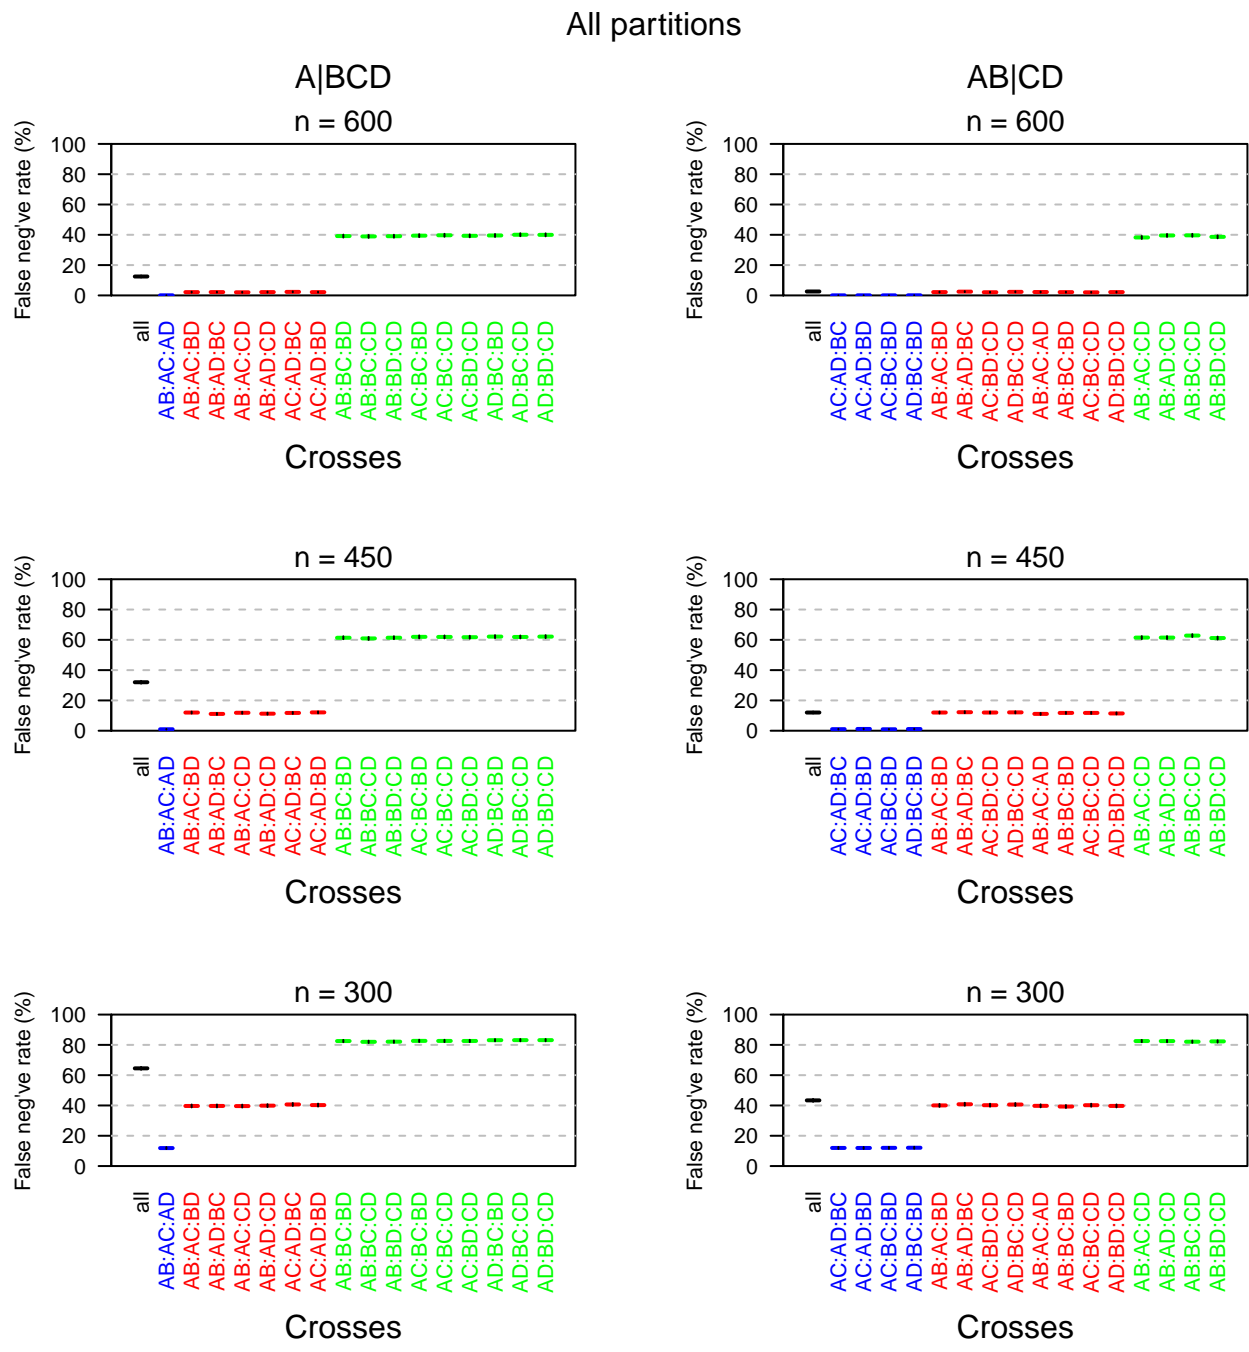 All partitions
A|BCD
n = 600
False neg've rate (%)
100
80
60
40
20
0
all
AB:AC:AD
AB:AC:BD
AB:AD:BC
AB:AC:CD
AB:AD:CD
AC:AD:BC
AC:AD:BD
AB:BC:BD
AB:BC:CD
AB:BD:CD
AC:BC:BD
AC:BC:CD
AC:BD:CD
AD:BC:BD
AD:BC:CD
AD:BD:CD
Crosses
AB|CD
n = 600
False neg've rate (%)
100
80
60
40
20
0
all
AC:AD:BC
AC:AD:BD
AC:BC:BD
AD:BC:BD
AB:AC:BD
AB:AD:BC
AC:BD:CD
AD:BC:CD
AB:AC:AD
AB:BC:BD
AC:BC:CD
AD:BD:CD
AB:AC:CD
AB:AD:CD
AB:BC:CD
AB:BD:CD
Crosses
n = 450
False neg've rate (%)
100
80
60
40
20
0
all
AB:AC:AD
AB:AC:BD
AB:AD:BC
AB:AC:CD
AB:AD:CD
AC:AD:BC
AC:AD:BD
AB:BC:BD
AB:BC:CD
AB:BD:CD
AC:BC:BD
AC:BC:CD
AC:BD:CD
AD:BC:BD
AD:BC:CD
AD:BD:CD
Crosses
n = 450
False neg've rate (%)
100
80
60
40
20
0
all
AC:AD:BC
AC:AD:BD
AC:BC:BD
AD:BC:BD
AB:AC:BD
AB:AD:BC
AC:BD:CD
AD:BC:CD
AB:AC:AD
AB:BC:BD
AC:BC:CD
AD:BD:CD
AB:AC:CD
AB:AD:CD
AB:BC:CD
AB:BD:CD
Crosses
n = 300
False neg've rate (%)
100
80
60
40
20
0
all
AB:AC:AD
AB:AC:BD
AB:AD:BC
AB:AC:CD
AB:AD:CD
AC:AD:BC
AC:AD:BD
AB:BC:BD
AB:BC:CD
AB:BD:CD
AC:BC:BD
AC:BC:CD
AC:BD:CD
AD:BC:BD
AD:BC:CD
AD:BD:CD
Crosses
n = 300
False neg've rate (%)
100
80
60
40
20
0
all
AC:AD:BC
AC:AD:BD
AC:BC:BD
AD:BC:BD
AB:AC:BD
AB:AD:BC
AC:BD:CD
AD:BC:CD
AB:AC:AD
AB:BC:BD
AC:BC:CD
AD:BD:CD
AB:AC:CD
AB:AD:CD
AB:BC:CD
AB:BD:CD
Crosses